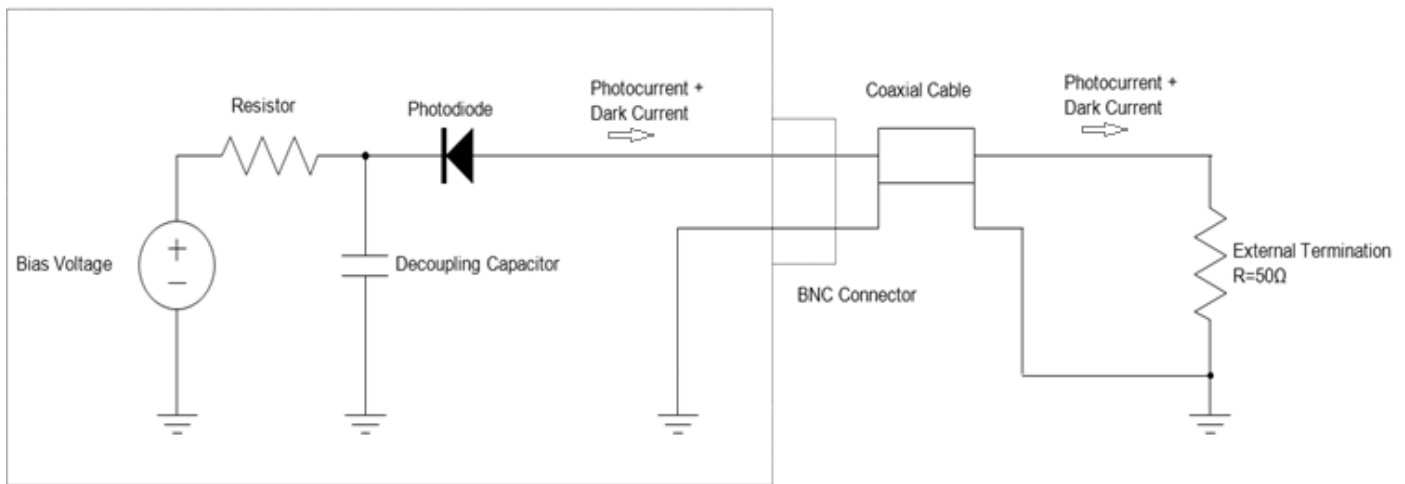 Photocurrent +
Dark Current
Photocurrent +
Dark Current
Coaxial Cable
Resistor
Photodiode
+
−
Bias Voltage
Decoupling Capacitor
BNC Connector
External Termination
R=50Ω